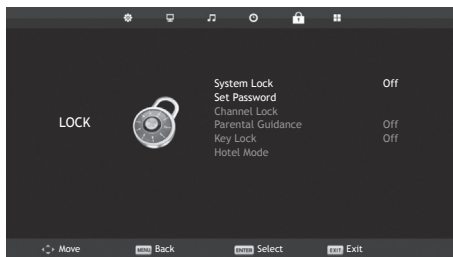 LOCK
System Lock Off
Set Password
Channel Lock
Parental Guidance Off
Key Lock Off
Hotel Mode
Move MENU Back ENTER Select EXIT Exit